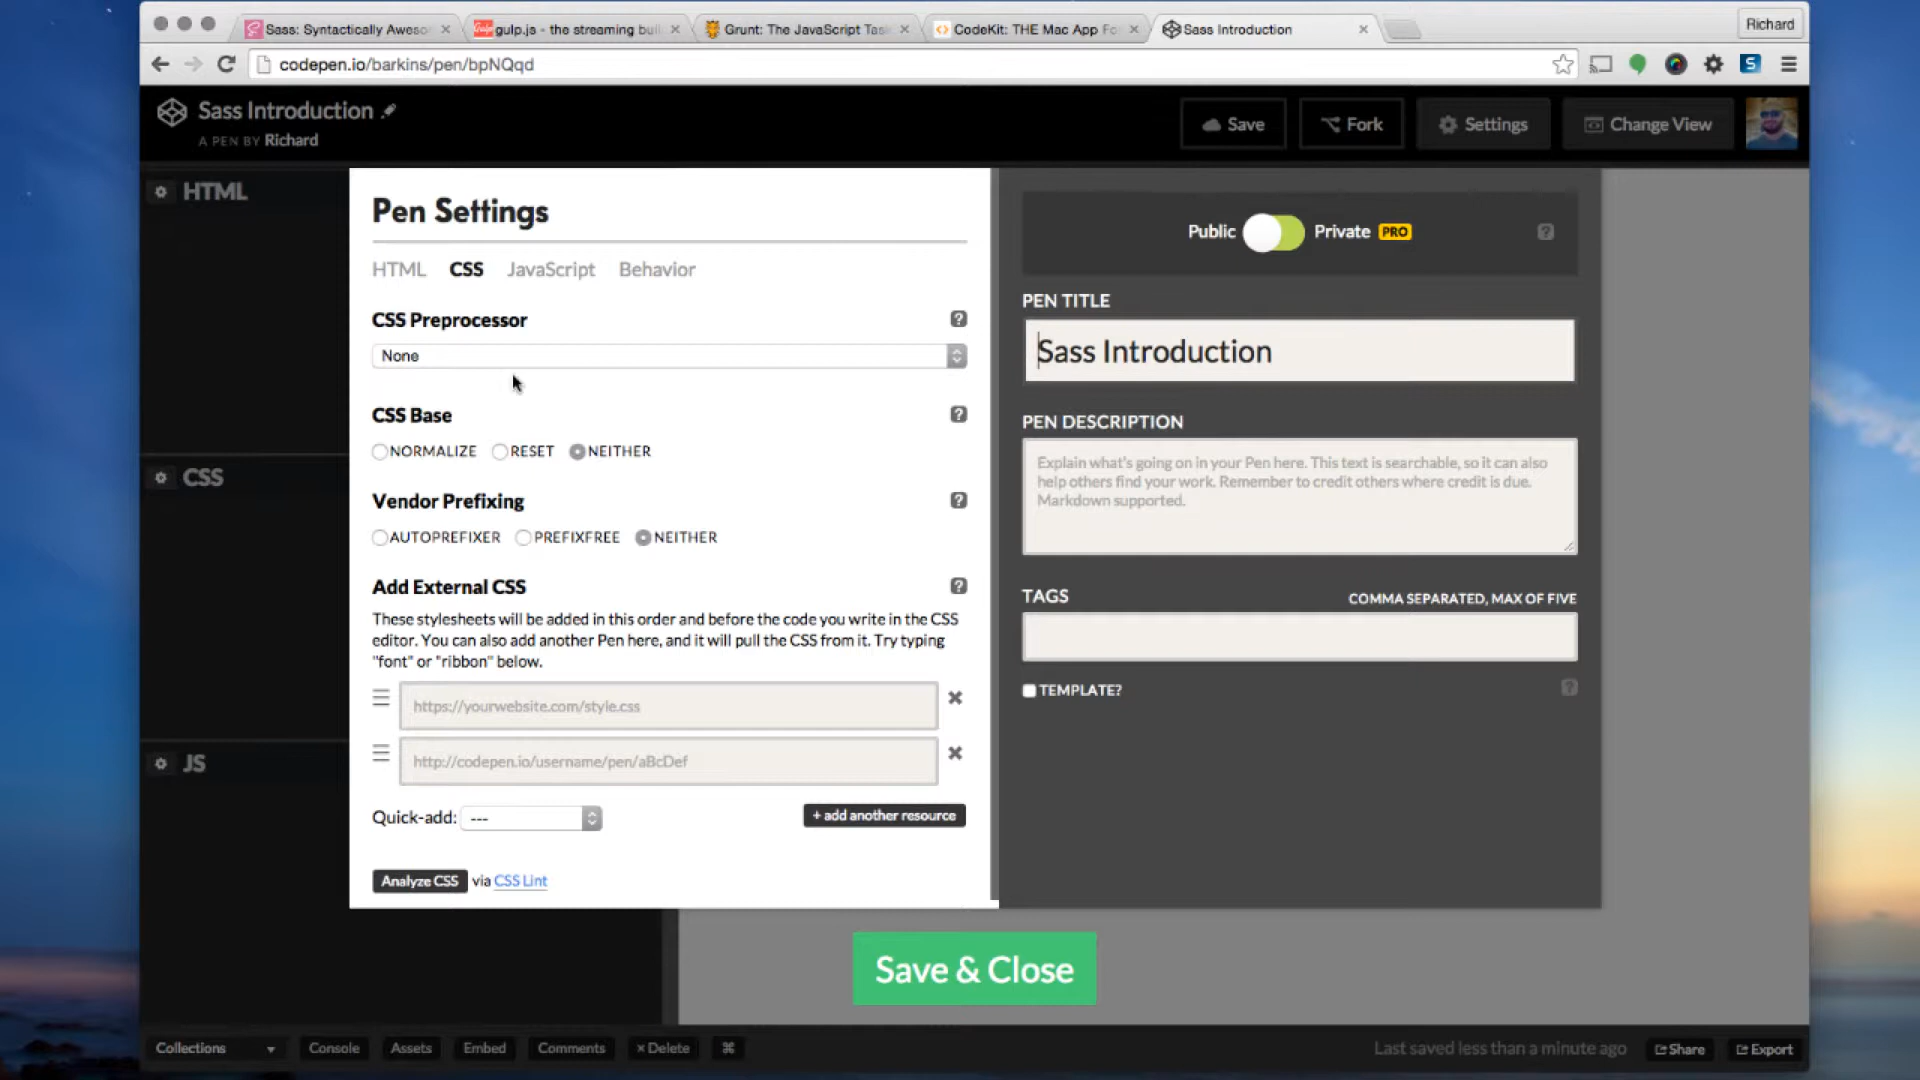 Sass: Syntactically Aweso
gulp.js - the streaming buil
Grunt: The JavaScript Task
CodeKit: THE Mac App Fo
Sass Introduction
Richard
codepen.io/barkins/pen/bpNQqd
Sass Introduction
A PEN BY Richard
Save
Fork
Settings
Change View
HTML
CSS
JS
Pen Settings
HTML CSS JavaScript Behavior
CSS Preprocessor ?
None
CSS Base ?
NORMALIZE RESET NEITHER
Vendor Prefixing ?
AUTOPREFIXER PREFIXFREE NEITHER
Add External CSS ?
These stylesheets will be added in this order and before the code you write in the CSS
editor. You can also add another Pen here, and it will pull the CSS from it. Try typing
"font" or "ribbon" below.
https://yourwebsite.com/style.css
http://codepen.io/username/pen/aBcDef
Quick-add: --- + add another resource
Analyze CSS via CSS Lint
Public Private PRO ?
PEN TITLE
Sass Introduction
PEN DESCRIPTION
Explain what's going on in your Pen here. This text is searchable, so it can also
help others find your work. Remember to credit others where credit is due.
Markdown supported.
TAGS COMMA SEPARATED, MAX OF FIVE
TEMPLATE? ?
Save & Close
Collections Console Assets Embed Comments × Delete ⌘ Last saved less than a minute ago Share Export